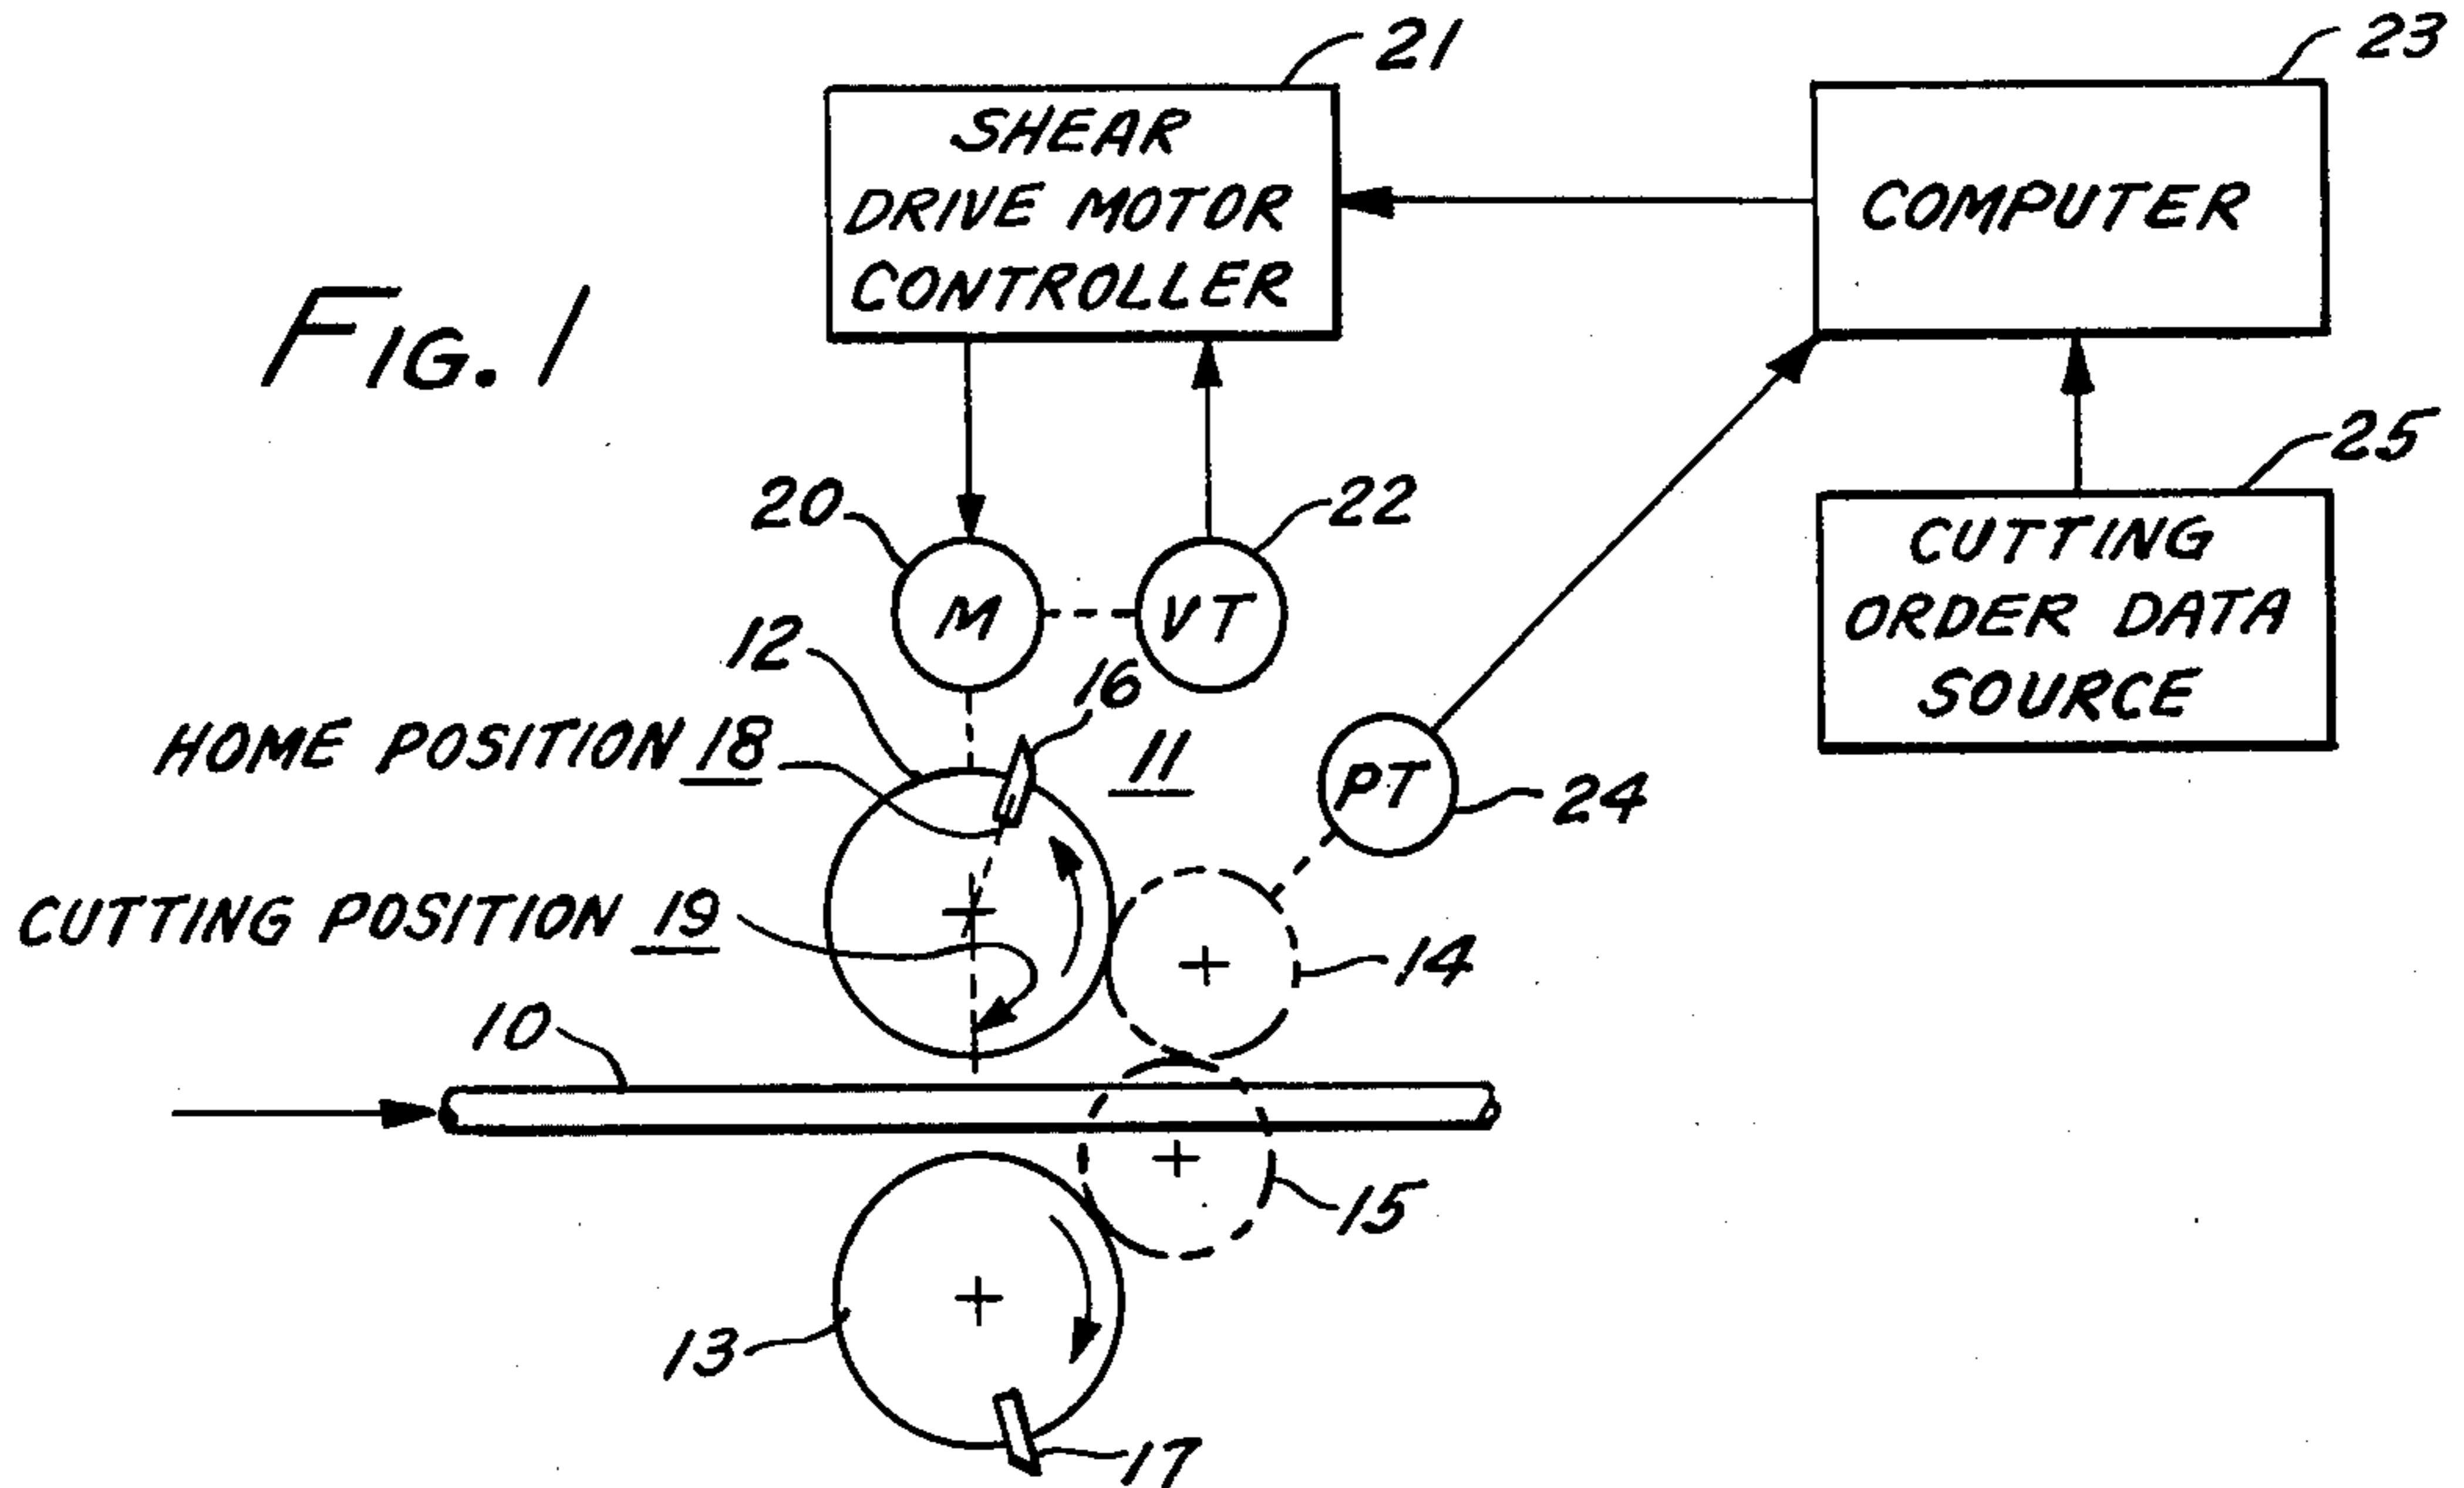 FIG. 1
21
SHEAR
DRIVE MOTOR
CONTROLLER
23
COMPUTER
25
CUTTING
ORDER DATA
SOURCE
20
M
22
VT
12
16
HOME POSITION 18
11
PT
24
CUTTING POSITION 19
14
10
15
13
17